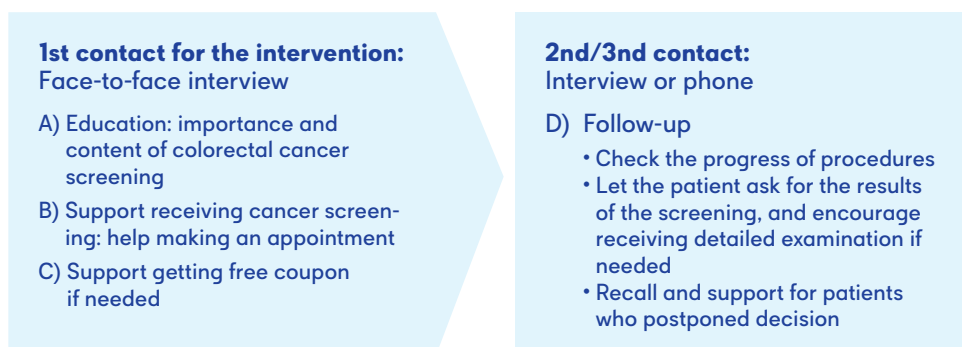 1st contact for the intervention:
Face-to-face interview
A) Education: importance and
content of colorectal cancer
screening
B) Support receiving cancer screen-
ing: help making an appointment
C) Support getting free coupon
if needed
2nd/3rd contact:
Interview or phone
D) Follow-up
• Check the progress of procedures
• Let the patient ask for the results
of the screening, and encourage
receiving detailed examination if
needed
• Recall and support for patients
who postponed decision